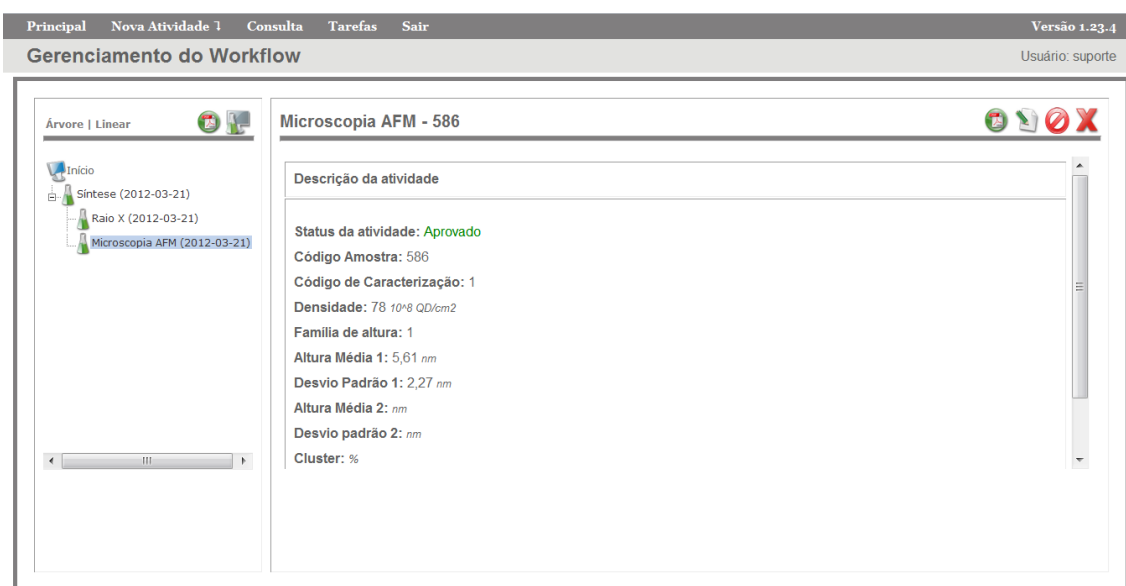 Principal Nova Atividade ↴ Consulta Tarefas Sair Versão 1.23.4
Gerenciamento do Workflow Usuário: suporte
Árvore | Linear
Início
Síntese (2012-03-21)
Raio X (2012-03-21)
Microscopia AFM (2012-03-21)
Microscopia AFM - 586
Descrição da atividade
Status da atividade: Aprovado
Código Amostra: 586
Código de Caracterização: 1
Densidade: 78 10^8 QD/cm2
Família de altura: 1
Altura Média 1: 5,61 nm
Desvio Padrão 1: 2,27 nm
Altura Média 2: nm
Desvio padrão 2: nm
Cluster: %